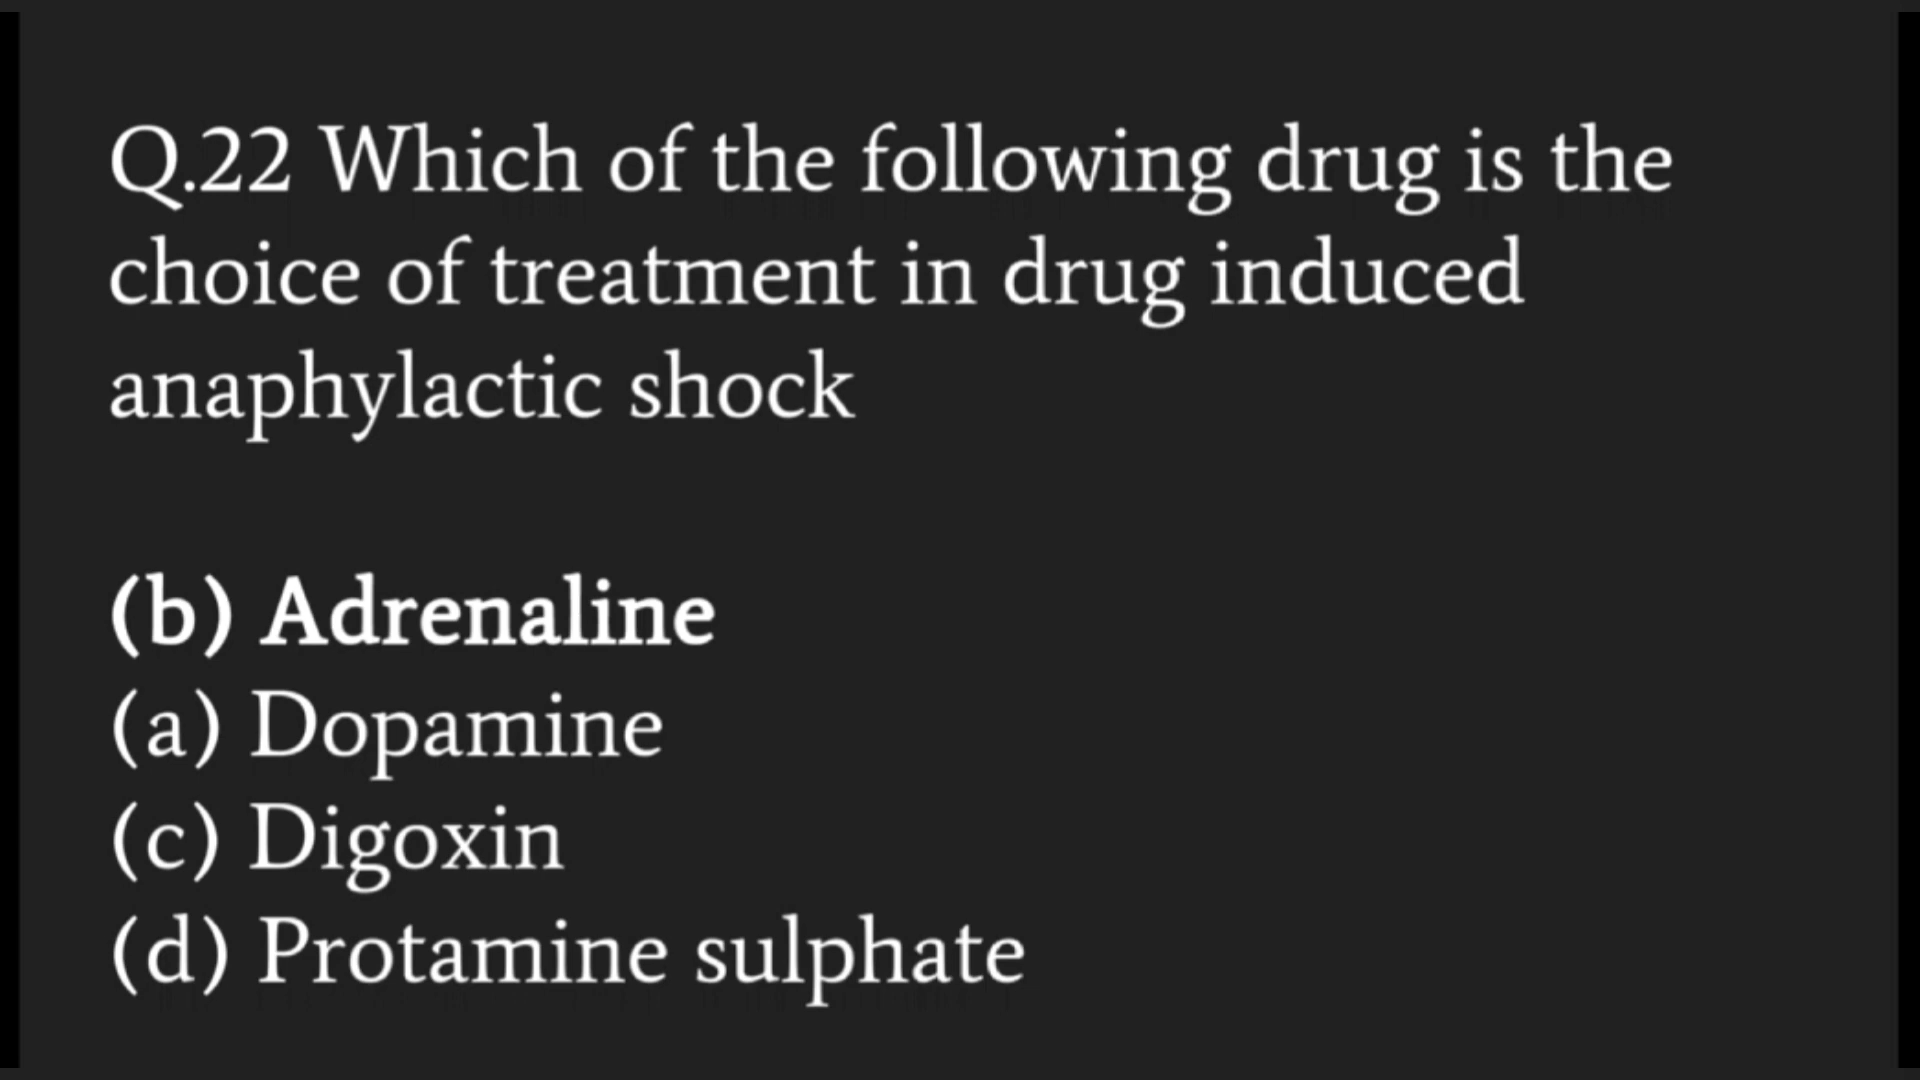 Q.22 Which of the following drug is the
choice of treatment in drug induced
anaphylactic shock
(b) Adrenaline
(a) Dopamine
(c) Digoxin
(d) Protamine sulphate